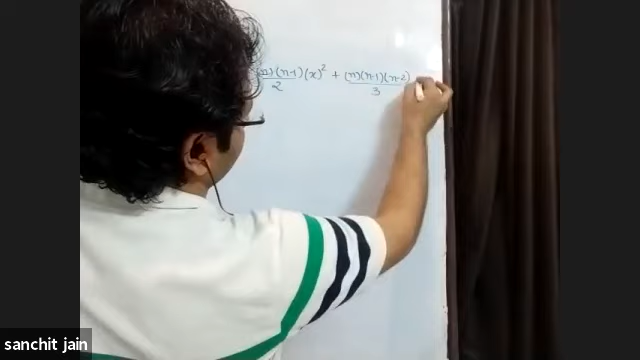 (n)(n-1)(x)² + (n)(n-1)(n-2)
2 3
sanchit jain